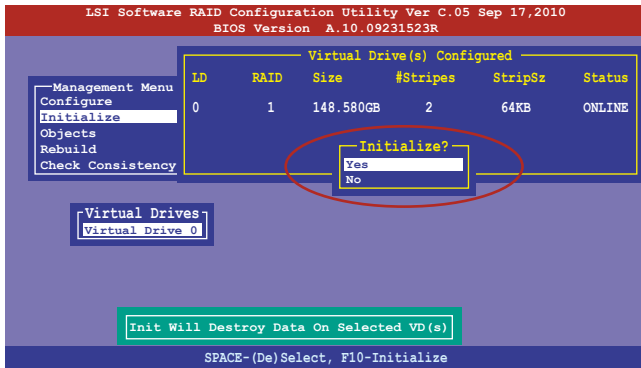 LSI Software RAID Configuration Utility Ver C.05 Sep 17,2010
BIOS Version A.10.09231523R
Virtual Drive(s) Configured
LD RAID Size #Stripes StripSz Status
0 1 148.580GB 2 64KB ONLINE
Management Menu
Configure
Initialize
Objects
Rebuild
Check Consistency
Initialize?
Yes
No
Virtual Drives
Virtual Drive 0
Init Will Destroy Data On Selected VD(s)
SPACE-(De)Select, F10-Initialize